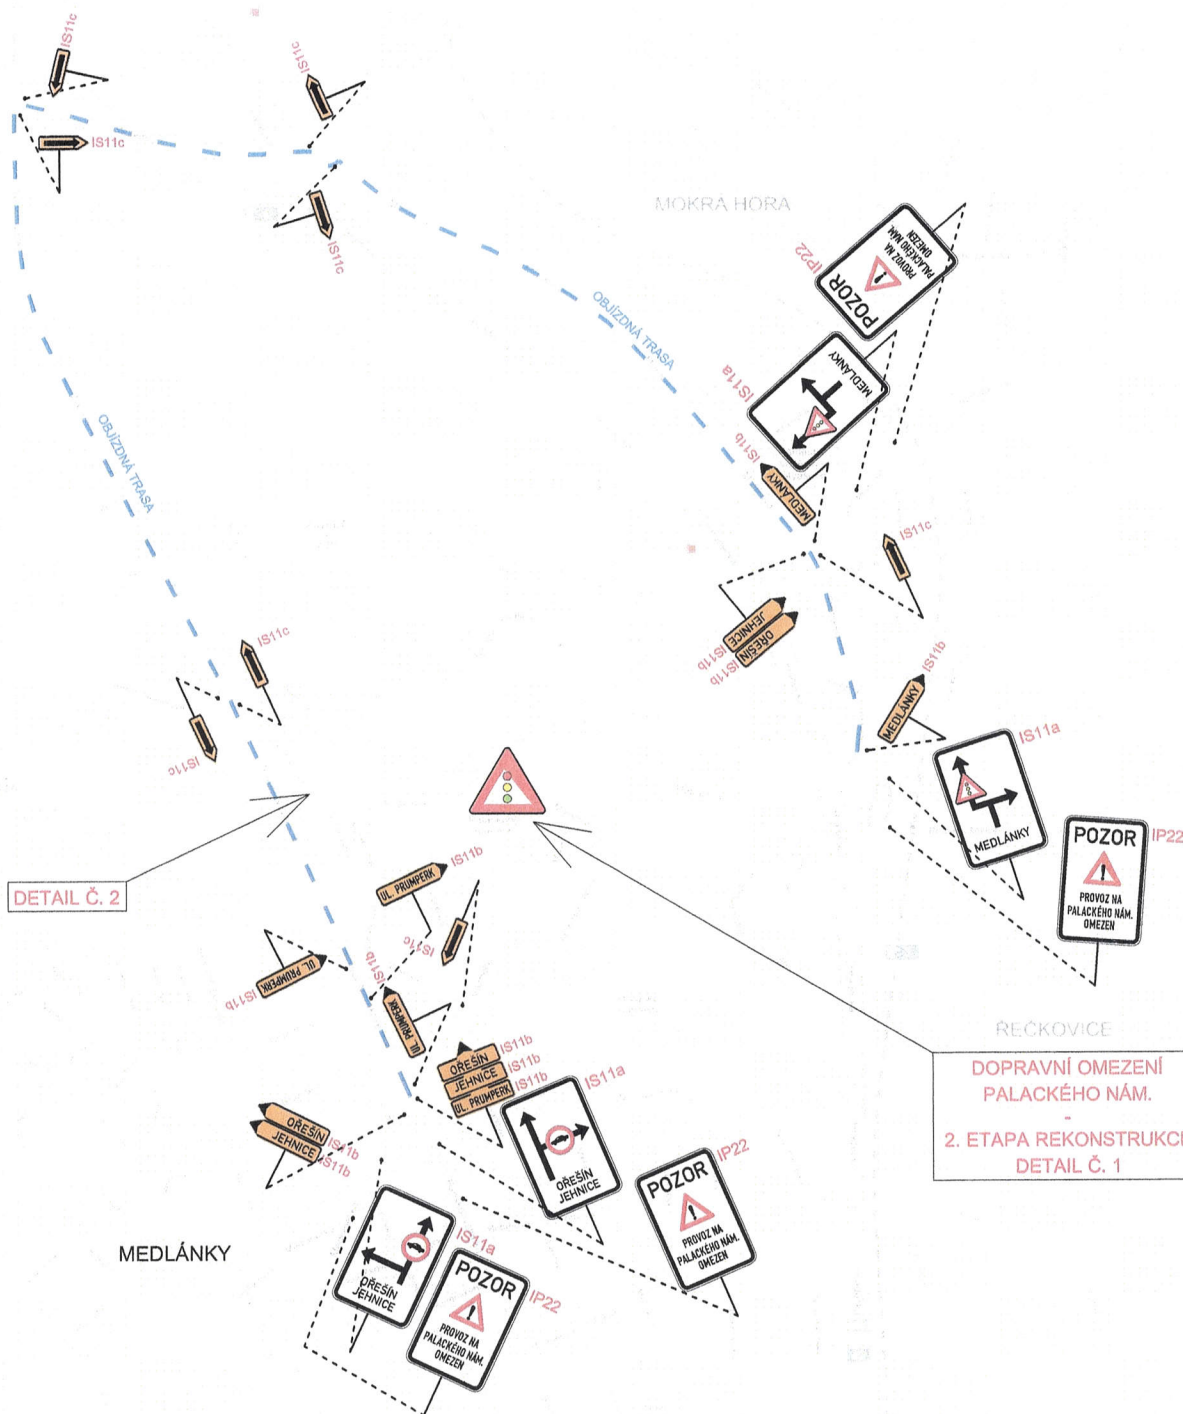 IS11c
IS11c
IS11c
IS11c
MOKRÁ HORA
IP22
POZOR
PROVOZ NA
PALACKÉHO NÁM.
OMEZEN
OBJÍZDNÁ TRASA
IS11a
MEDLÁNKY
IS11b
MEDLÁNKY
OBJÍZDNÁ TRASA
IS11c
JEHNICE
OŘEŠÍN
IS11b
IS11b
IS11c
IS11c
IS11b
MEDLÁNKY
IS11a
MEDLÁNKY
IP22
POZOR
PROVOZ NA
PALACKÉHO NÁM.
OMEZEN
DETAIL Č. 2
IS11b
UL. PRUMPERK
IS11c
IS11b
UL. PRUMPERK
IS11b
UL. PRUMPERK
OŘEŠÍN
JEHNICE
UL. PRUMPERK
IS11b
IS11b
IS11b
IS11a
OŘEŠÍN
JEHNICE
ŘEČKOVICE
DOPRAVNÍ OMEZENÍ
PALACKÉHO NÁM.
-
2. ETAPA REKONSTRUKCE
DETAIL Č. 1
OŘEŠÍN
JEHNICE
IS11b
IS11b
IP22
POZOR
PROVOZ NA
PALACKÉHO NÁM.
OMEZEN
MEDLÁNKY
IS11a
OŘEŠÍN
JEHNICE
IP22
POZOR
PROVOZ NA
PALACKÉHO NÁM.
OMEZEN